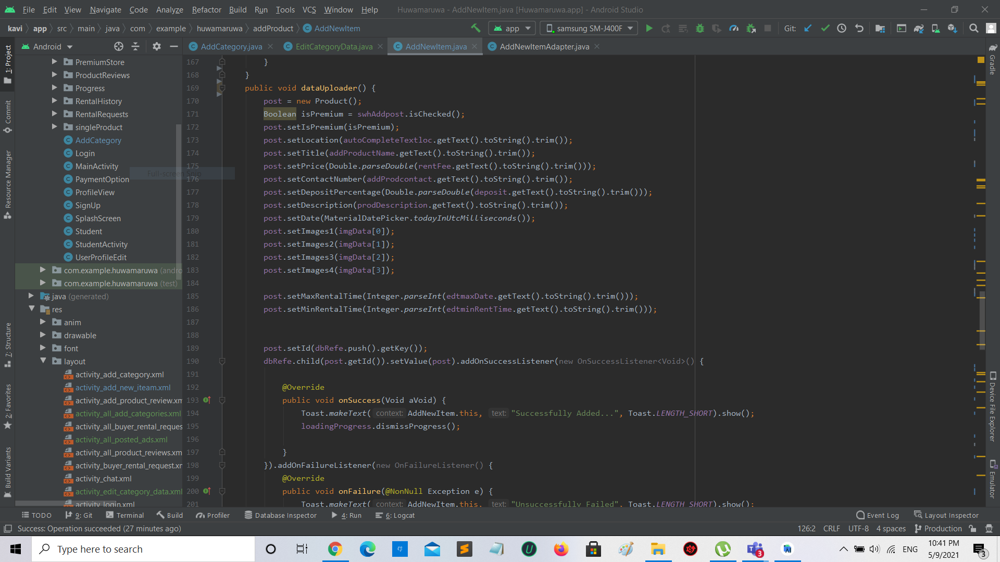 File Edit View Navigate Code Analyze Refactor Build Run Tools VCS Window Help Huwamaruwa - AddNewItem.java [Huwamaruwa.app] - Android Studio
kavi app src main java com example huwamaruwa addProduct AddNewItem app samsung SM-J400F Git:
Android AddCategory.java EditCategoryData.java AddNewItem.java AddNewItemAdapter.java
1: Project
Commit
Resource Manager
7: Structure
2: Favorites
Build Variants
PremiumStore
ProductReviews
Progress
RentalHistory
RentalRequests
singleProduct
AddCategory
Login
MainActivity
Full-screen Snip
PaymentOption
ProfileView
SignUp
SplashScreen
Student
StudentActivity
UserProfileEdit
com.example.huwamaruwa (andro
com.example.huwamaruwa (test)
java (generated)
res
anim
drawable
font
layout
activity_add_category.xml
activity_add_new_iteam.xml
activity_add_product_review.xm
activity_all_add_categories.xml
activity_all_buyer_rental_reques
activity_all_posted_ads.xml
activity_all_product_reviews.xm
activity_buyer_rental_request.xr
activity_chat.xml
activity_edit_category_data.xml
activity_login.xml
167 }
168 }
169 public void dataUploader() {
170 post = new Product();
171 Boolean isPremium = swhAddpost.isChecked();
172 post.setIsPremium(isPremium);
173 post.setLocation(autoCompleteTextloc.getText().toString().trim());
174 post.setTitle(addProductName.getText().toString().trim());
175 post.setPrice(Double.parseDouble(rentFee.getText().toString().trim()));
176 post.setContactNumber(addProdcontact.getText().toString().trim());
177 post.setDepositPercentage(Double.parseDouble(deposit.getText().toString().trim()));
178 post.setDescription(prodDescription.getText().toString().trim());
179 post.setDate(MaterialDatePicker.todayInUtcMilliseconds());
180 post.setImages1(imgData[0]);
181 post.setImages2(imgData[1]);
182 post.setImages3(imgData[2]);
183 post.setImages4(imgData[3]);
184
185 post.setMaxRentalTime(Integer.parseInt(edtmaxDate.getText().toString().trim()));
186 post.setMinRentalTime(Integer.parseInt(edtminRentTime.getText().toString().trim()));
187
188
189 post.setId(dbRefe.push().getKey());
190 dbRefe.child(post.getId()).setValue(post).addOnSuccessListener(new OnSuccessListener<Void>() {
191
192 @Override
193 public void onSuccess(Void aVoid) {
194 Toast.makeText( context: AddNewItem.this, text: "Successfully Added...", Toast.LENGTH_SHORT).show();
195 loadingProgress.dismissProgress();
196
197 }
198 }).addOnFailureListener(new OnFailureListener() {
199 @Override
200 public void onFailure(@NonNull Exception e) {
201 Toast.makeText( context: AddNewItem.this, text: "Unsuccessfully Failed", Toast.LENGTH_SHORT).show();
Gradle
Device File Explorer
Emulator
TODO 9: Git Terminal Build Profiler Database Inspector 4: Run 6: Logcat Event Log Layout Inspector
Success: Operation succeeded (27 minutes ago) 126:2 CRLF UTF-8 4 spaces Production
Type here to search 3 ENG 10:41 PM
5/9/2021 3